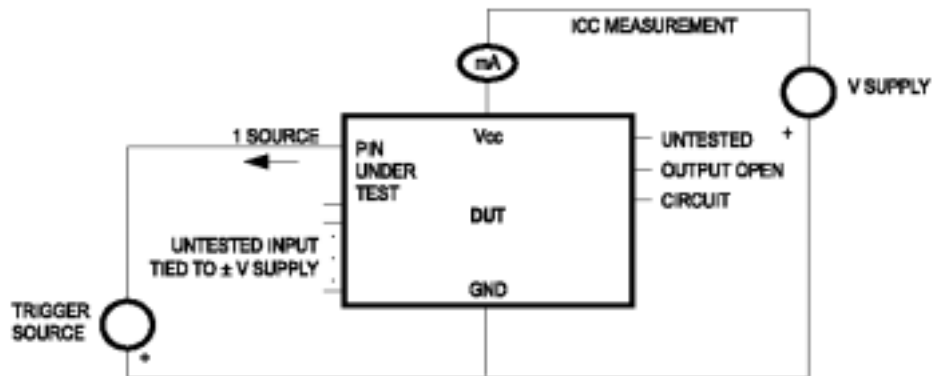 ICC MEASUREMENT
mA
V SUPPLY
+
1 SOURCE
Vcc
PIN
UNDER
TEST
UNTESTED
OUTPUT OPEN
CIRCUIT
DUT
UNTESTED INPUT
TIED TO ± V SUPPLY
GND
TRIGGER
SOURCE
+